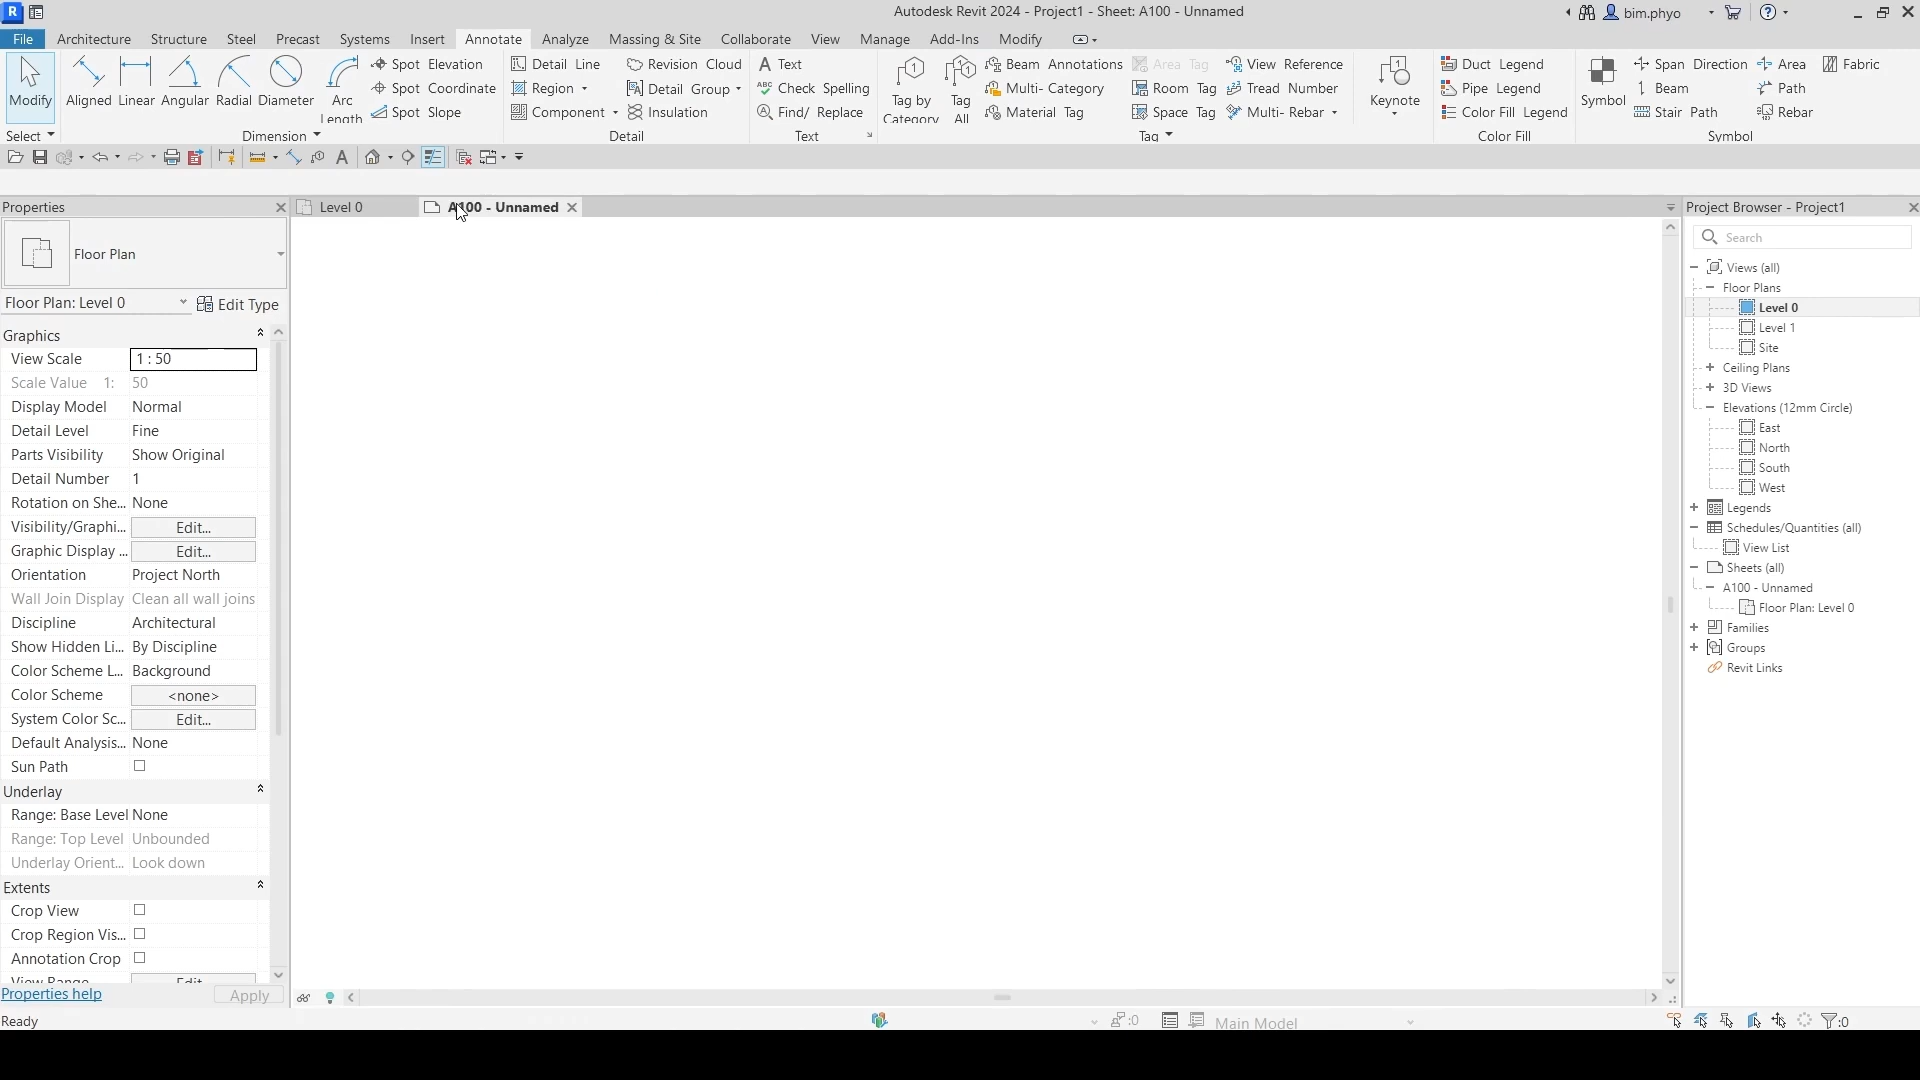 R Autodesk Revit 2024 - Project1 - Sheet: A100 - Unnamed bim.phyo
File Architecture Structure Steel Precast Systems Insert Annotate Analyze Massing & Site Collaborate View Manage Add-Ins Modify
Modify
Select
Aligned Linear Angular Radial Diameter Arc Length
Spot Elevation
Spot Coordinate
Spot Slope
Dimension
Detail Line
Region
Component
Revision Cloud
Detail Group
Insulation
Detail
Text
Check Spelling
Find/ Replace
Text
Tag by Category
Tag All
Beam Annotations
Multi- Category
Material Tag
Area Tag
Room Tag
Space Tag
View Reference
Tread Number
Multi- Rebar
Tag
Keynote
Duct Legend
Pipe Legend
Color Fill Legend
Color Fill
Symbol
Span Direction
Beam
Stair Path
Area
Path
Rebar
Fabric
Symbol
Properties
Level 0
A100 - Unnamed
Floor Plan
Floor Plan: Level 0 Edit Type
Graphics
View Scale 1 : 50
Scale Value 1: 50
Display Model Normal
Detail Level Fine
Parts Visibility Show Original
Detail Number 1
Rotation on She... None
Visibility/Graphi... Edit...
Graphic Display ... Edit...
Orientation Project North
Wall Join Display Clean all wall joins
Discipline Architectural
Show Hidden Li... By Discipline
Color Scheme L... Background
Color Scheme <none>
System Color Sc... Edit...
Default Analysis... None
Sun Path
Underlay
Range: Base Level None
Range: Top Level Unbounded
Underlay Orient... Look down
Extents
Crop View
Crop Region Vis...
Annotation Crop
View Range Edit...
Properties help Apply
Ready
:0
Main Model
:0
Project Browser - Project1
Search
Views (all)
Floor Plans
Level 0
Level 1
Site
Ceiling Plans
3D Views
Elevations (12mm Circle)
East
North
South
West
Legends
Schedules/Quantities (all)
View List
Sheets (all)
A100 - Unnamed
Floor Plan: Level 0
Families
Groups
Revit Links